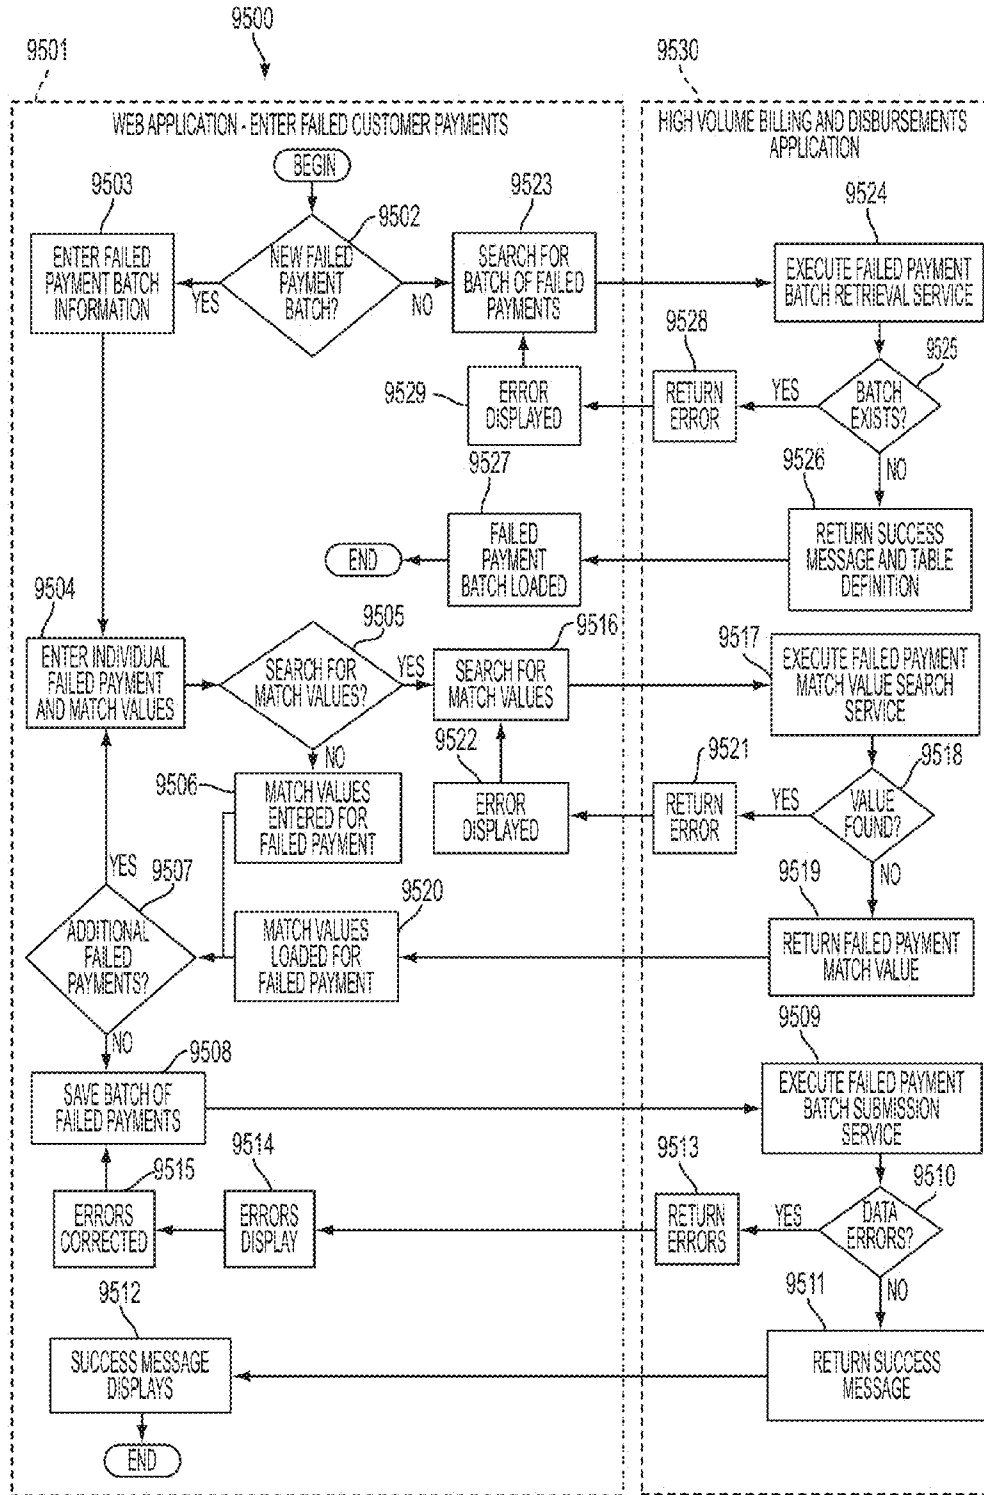 9500
9501
9530
WEB APPLICATION - ENTER FAILED CUSTOMER PAYMENTS
HIGH VOLUME BILLING AND DISBURSEMENTS
APPLICATION
BEGIN
9503
9502
9523
9524
ENTER FAILED
PAYMENT BATCH
INFORMATION
YES
NEW FAILED
PAYMENT
BATCH?
NO
SEARCH FOR
BATCH OF FAILED
PAYMENTS
EXECUTE FAILED PAYMENT
BATCH RETRIEVAL SERVICE
9529
ERROR
DISPLAYED
9528
RETURN
ERROR
YES
9525
BATCH
EXISTS?
NO
9527
9526
END
FAILED
PAYMENT
BATCH LOADED
RETURN SUCCESS
MESSAGE AND TABLE
DEFINITION
9504
9505
9516
9517
ENTER INDIVIDUAL
FAILED PAYMENT
AND MATCH VALUES
SEARCH FOR
MATCH VALUES?
YES
SEARCH FOR
MATCH VALUES
EXECUTE FAILED PAYMENT
MATCH VALUE SEARCH
SERVICE
NO
9506
MATCH VALUES
ENTERED FOR
FAILED PAYMENT
9522
ERROR
DISPLAYED
9521
RETURN
ERROR
YES
9518
VALUE
FOUND?
NO
YES
9507
9520
9519
ADDITIONAL
FAILED
PAYMENTS?
MATCH VALUES
LOADED FOR
FAILED PAYMENT
RETURN FAILED PAYMENT
MATCH VALUE
NO
9508
9509
SAVE BATCH OF
FAILED PAYMENTS
EXECUTE FAILED PAYMENT
BATCH SUBMISSION
SERVICE
9515
9514
9513
9510
ERRORS
CORRECTED
ERRORS
DISPLAY
RETURN
ERRORS
YES
DATA
ERRORS?
NO
9512
9511
SUCCESS MESSAGE
DISPLAYS
RETURN SUCCESS
MESSAGE
END